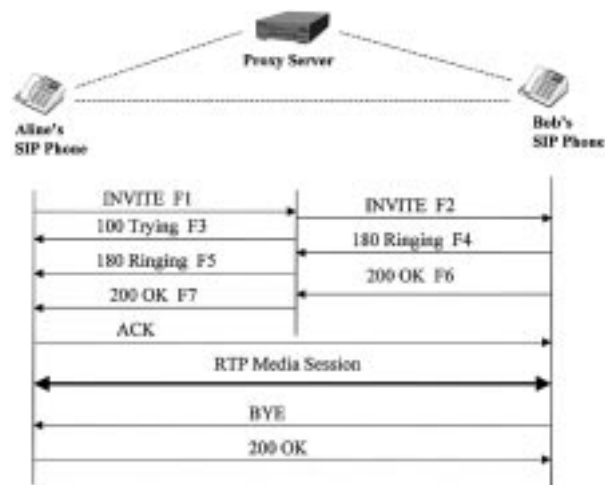 Proxy Server
Aline's
SIP Phone
Bob's
SIP Phone
INVITE F1
INVITE F2
100 Trying F3
180 Ringing F4
180 Ringing F5
200 OK F6
200 OK F7
ACK
RTP Media Session
BYE
200 OK